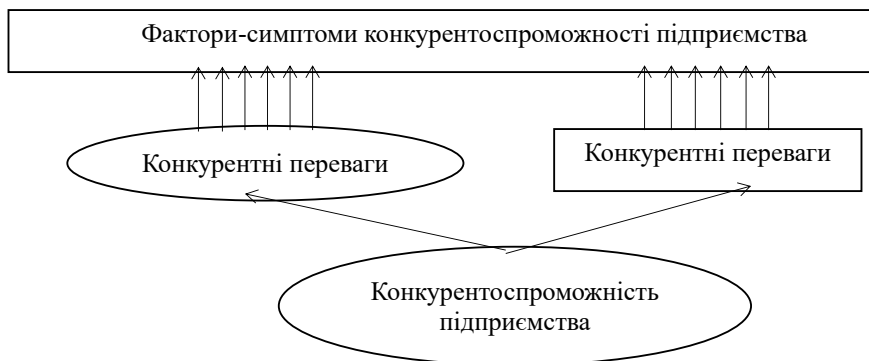 Фактори-симптоми конкурентоспроможності підприємства
Конкурентні переваги
Конкурентні переваги
Конкурентоспроможність
підприємства